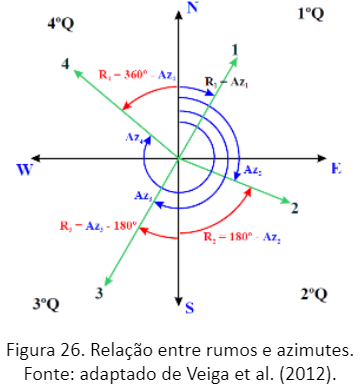 N
4ºQ
1ºQ
4
1
R₄ = 360º - Az₄
R₁ = Az₁
Az₄
Az₂
W
E
Az₃
R₃ = Az₃ - 180º
R₂ = 180º - Az₂
2
3
S
3ºQ
2ºQ
Figura 26. Relação entre rumos e azimutes.
Fonte: adaptado de Veiga et al. (2012).